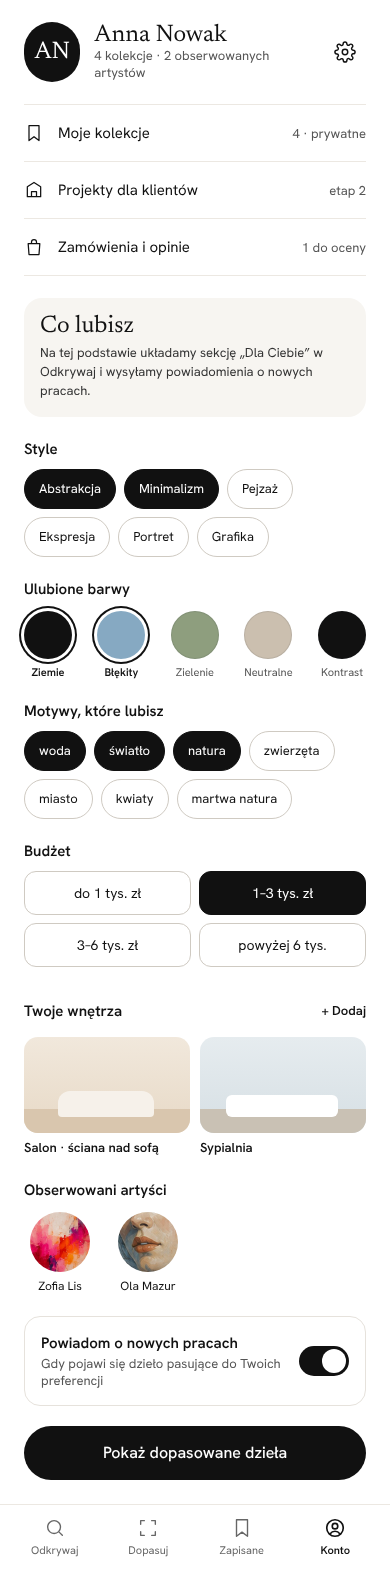 AN
Anna Nowak
4 kolekcje · 2 obserwowanych
artystów
Moje kolekcje 4 · prywatne
Projekty dla klientów etap 2
Zamówienia i opinie 1 do oceny
Co lubisz
Na tej podstawie układamy sekcję „Dla Ciebie” w
Odkrywaj i wysyłamy powiadomienia o nowych
pracach.
Style
Abstrakcja Minimalizm Pejzaż
Ekspresja Portret Grafika
Ulubione barwy
Ziemie Błękity Zielenie Neutralne Kontrast
Motywy, które lubisz
woda światło natura zwierzęta
miasto kwiaty martwa natura
Budżet
do 1 tys. zł 1–3 tys. zł
3–6 tys. zł powyżej 6 tys.
Twoje wnętrza + Dodaj
Salon · ściana nad sofą Sypialnia
Obserwowani artyści
Zofia Lis Ola Mazur
Powiadom o nowych pracach
Gdy pojawi się dzieło pasujące do Twoich
preferencji
Pokaż dopasowane dzieła
Odkrywaj Dopasuj Zapisane Konto